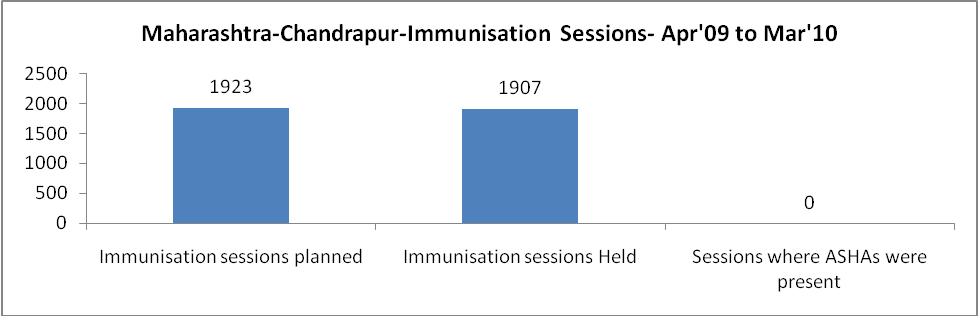 Maharashtra-Chandrapur-Immunisation Sessions- Apr'09 to Mar'10
2500
2000
1500
1000
500
0
1923
1907
0
Immunisation sessions planned
Immunisation sessions Held
Sessions where ASHAs were
present